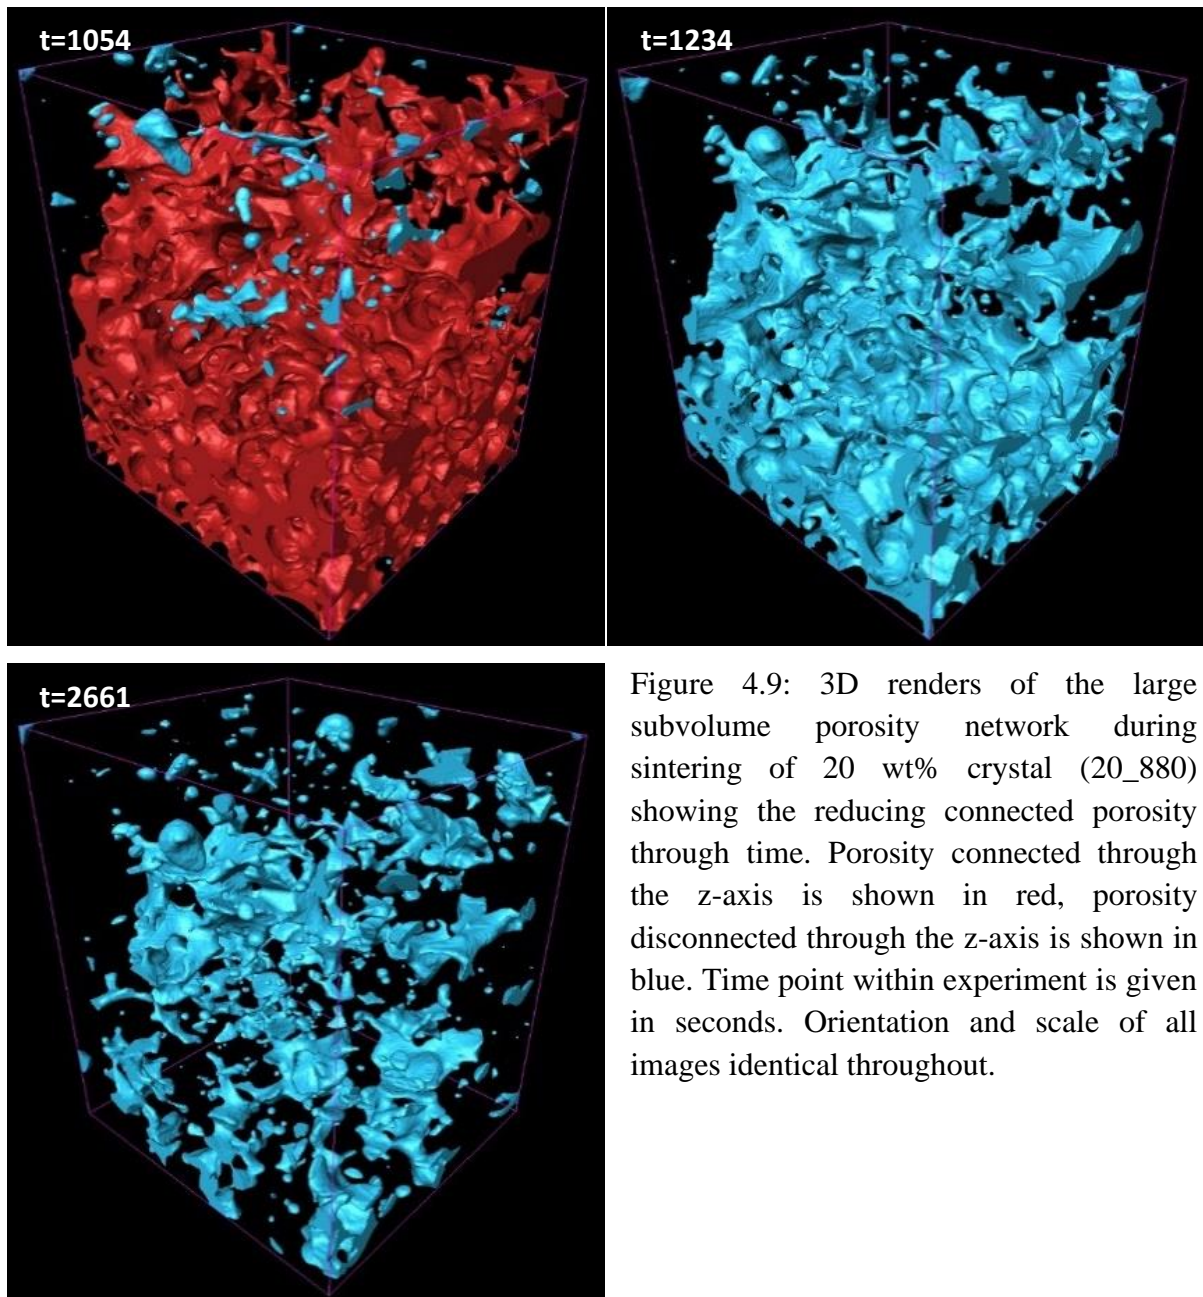 t=1054
t=1234
t=2661
Figure 4.9: 3D renders of the large
subvolume porosity network during
sintering of 20 wt% crystal (20_880)
showing the reducing connected porosity
through time. Porosity connected through
the z-axis is shown in red, porosity
disconnected through the z-axis is shown in
blue. Time point within experiment is given
in seconds. Orientation and scale of all
images identical throughout.